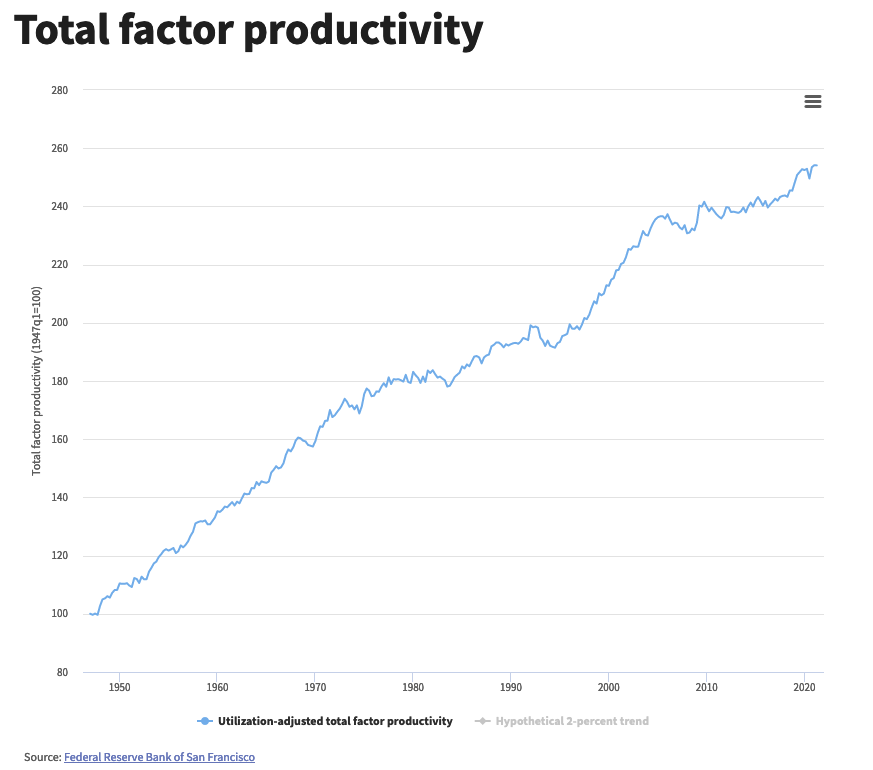 Total factor productivity
280
260
240
220
200
180
160
140
120
100
80
Total factor productivity (1947q1=100)
1950 1960 1970 1980 1990 2000 2010 2020
Utilization-adjusted total factor productivity Hypothetical 2-percent trend
Source: Federal Reserve Bank of San Francisco